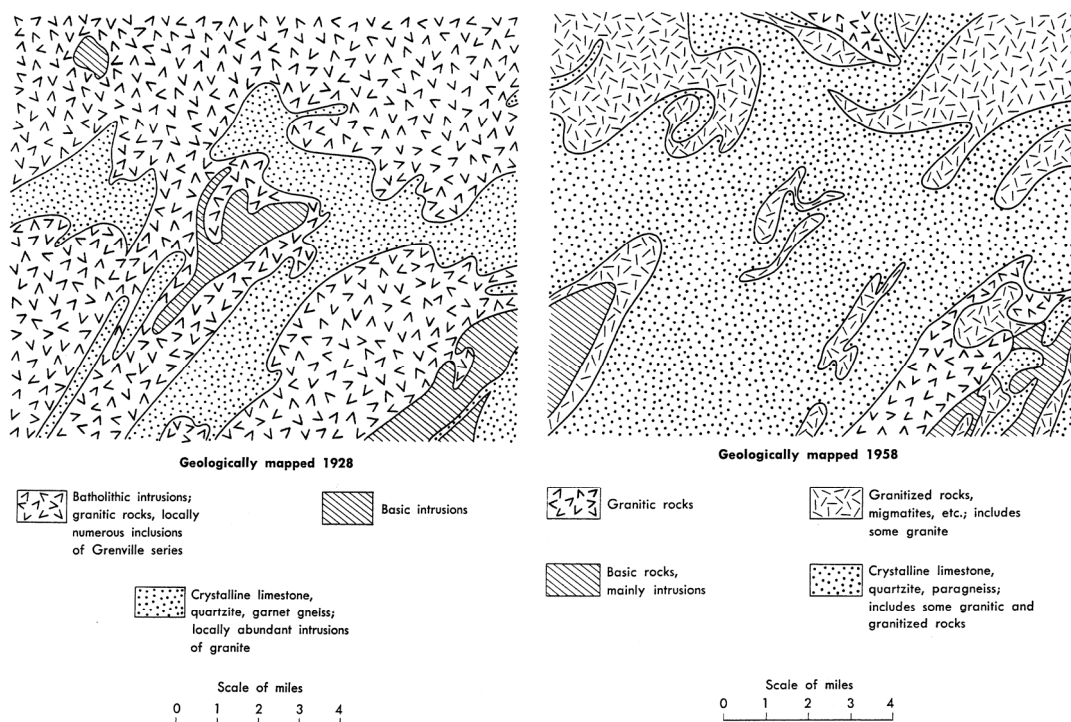 Geologically mapped 1928
Batholithic intrusions;
granitic rocks, locally
numerous inclusions
of Grenville series
Basic intrusions
Crystalline limestone,
quartzite, garnet gneiss;
locally abundant intrusions
of granite
Scale of miles
0 1 2 3 4
Geologically mapped 1958
Granitic rocks
Granitized rocks,
migmatites, etc.; includes
some granite
Basic rocks,
mainly intrusions
Crystalline limestone,
quartzite, paragneiss;
includes some granitic and
granitized rocks
Scale of miles
0 1 2 3 4